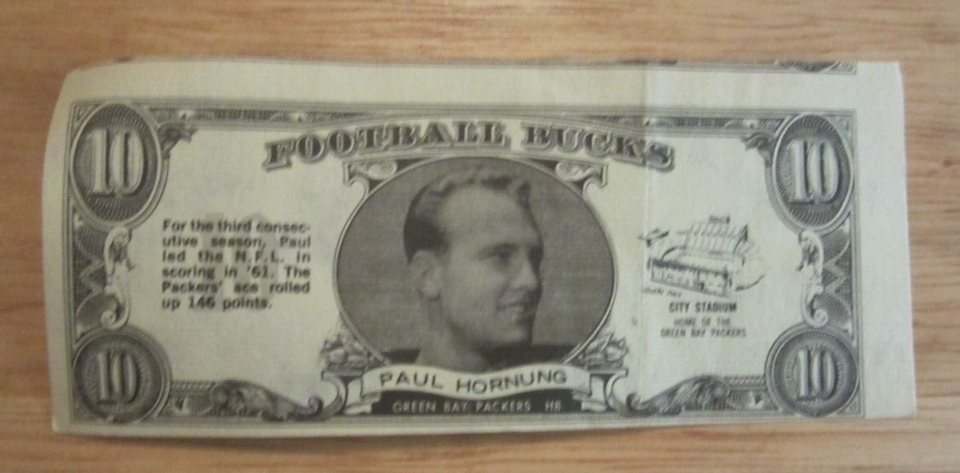 10
FOOTBALL BUCKS
10
For the third consec-
utive season, Paul
led the N.F.L. in
scoring in '61. The
Packers' ace rolled
up 146 points.
CITY STADIUM
HOME OF THE
GREEN BAY PACKERS
10
PAUL HORNUNG
GREEN BAY PACKERS HB
10